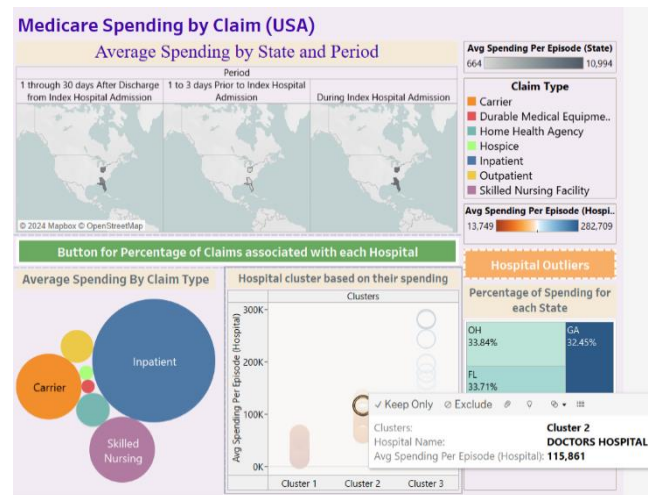 Medicare Spending by Claim (USA)
Average Spending by State and Period
Period
1 through 30 days After Discharge
from Index Hospital Admission
1 to 3 days Prior to Index Hospital
Admission
During Index Hospital Admission
© 2024 Mapbox © OpenStreetMap
Avg Spending Per Episode (State)
664
10,994
Claim Type
Carrier
Durable Medical Equipme..
Home Health Agency
Hospice
Inpatient
Outpatient
Skilled Nursing Facility
Avg Spending Per Episode (Hospi..
13,749
282,709
Button for Percentage of Claims associated with each Hospital
Hospital Outliers
Average Spending By Claim Type
Inpatient
Carrier
Skilled
Nursing
Hospital cluster based on their spending
Clusters
Avg Spending Per Episode (Hospital)
300K
200K
100K
0K
Cluster 1
Cluster 2
Cluster 3
Percentage of Spending for
each State
OH
33.84%
GA
32.45%
FL
33.71%
Keep Only
Exclude
Clusters:
Cluster 2
Hospital Name:
DOCTORS HOSPITAL
Avg Spending Per Episode (Hospital):
115,861